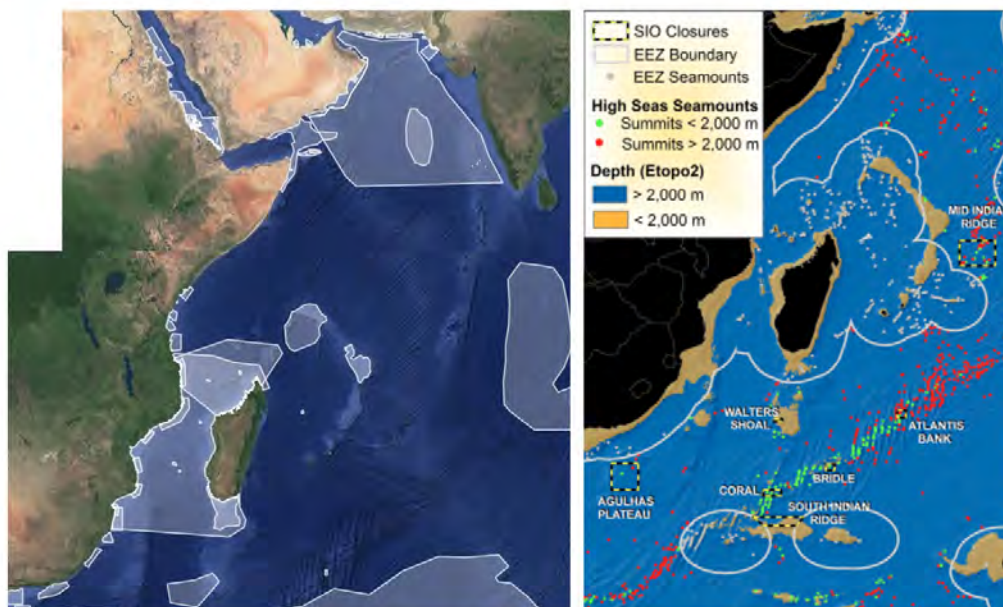 SIO Closures
EEZ Boundary
EEZ Seamounts
High Seas Seamounts
Summits < 2,000 m
Summits > 2,000 m
Depth (Etopo2)
> 2,000 m
< 2,000 m
MID INDIA
RIDGE
WALTERS
SHOAL
ATLANTIS
BANK
BRIDLE
CORAL
AGULHAS
PLATEAU
SOUTH INDIAN
RIDGE